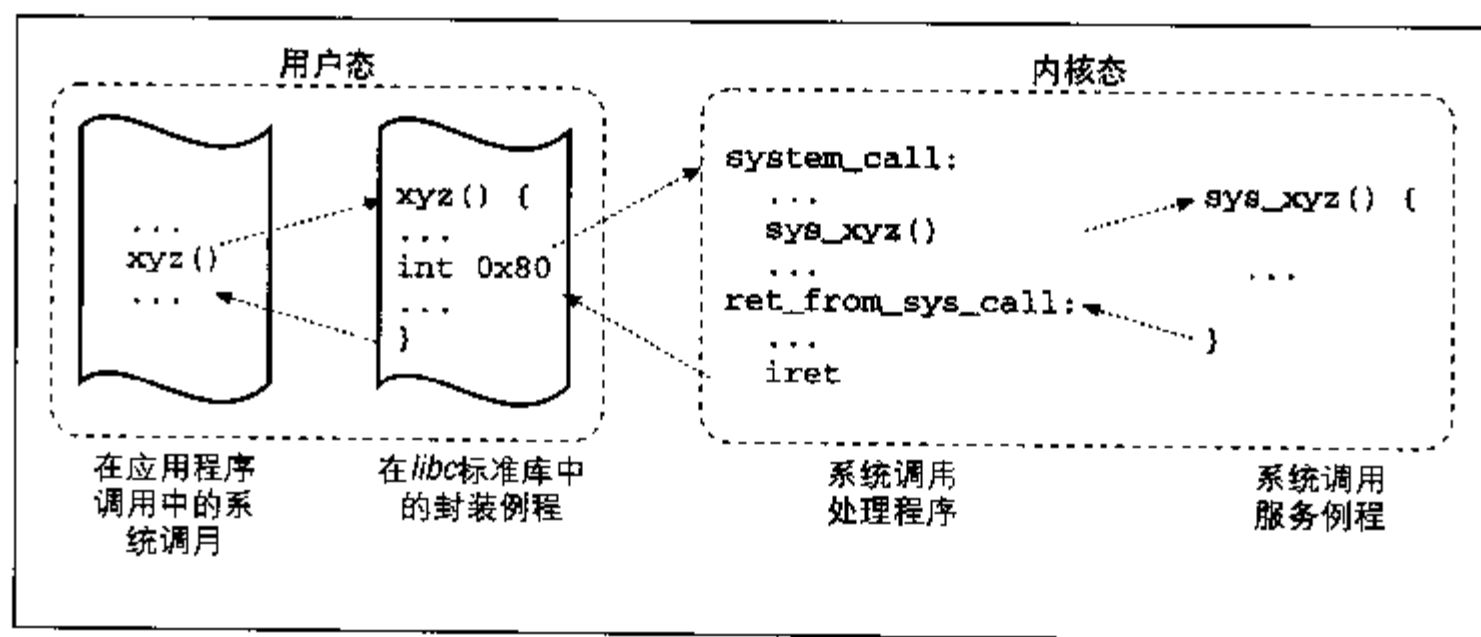 用户态
内核态
...
xyz()
...
xyz() {
...
int 0x80
...
}
system_call:
...
sys_xyz()
...
ret_from_sys_call:
...
iret
sys_xyz() {
...
}
在应用程序
调用中的系
统调用
在libc标准库中
的封装例程
系统调用
处理程序
系统调用
服务例程